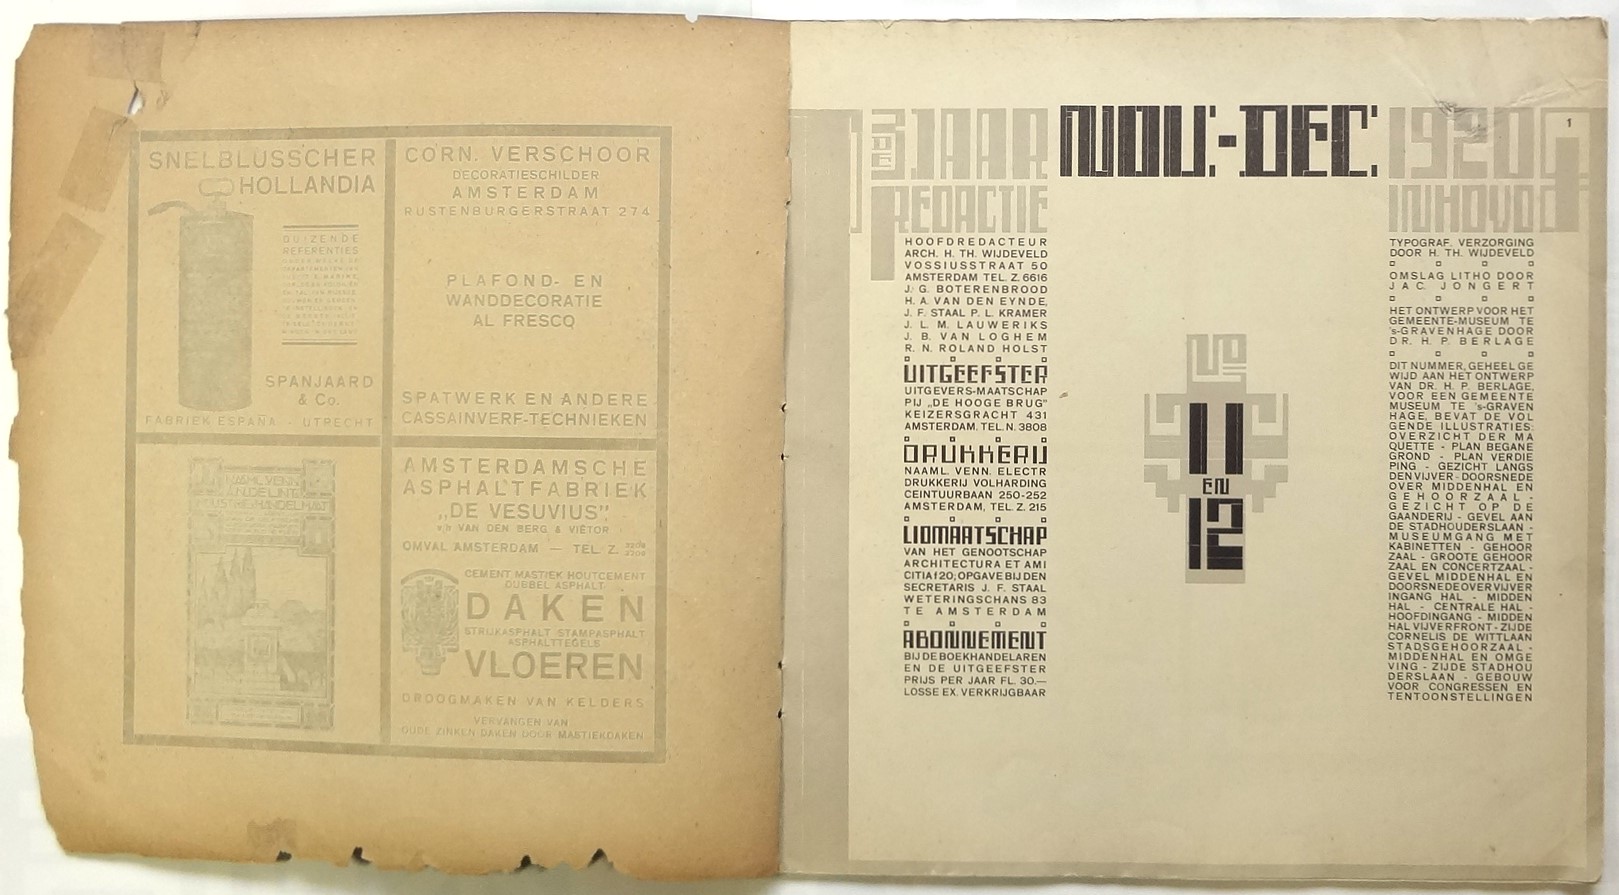 SNELBLUSSCHER
HOLLANDIA
DUIZENDE
REFERENTIES
SPANJAARD
& Co.
FABRIEK ESPAÑA - UTRECHT
CORN. VERSCHOOR
DECORATIESCHILDER
AMSTERDAM
RUSTENBURGERSTRAAT 274
PLAFOND- EN
WANDDECORATIE
AL FRESCO
SPATWERK EN ANDERE
CASSAINVERF-TECHNIEKEN
AMSTERDAMSCHE
ASPHALTFABRIEK
„DE VESUVIUS”,
v/h VAN DEN BERG & VIËTOR
OMVAL AMSTERDAM — TEL. Z.
CEMENT MASTIEK HOUTCEMENT
DUBBEL ASPHALT
DAKEN
STRIJKASPHALT STAMPASPHALT
ASPHALTTEGELS
VLOEREN
DROOGMAKEN VAN KELDERS
VERVANGEN VAN
OUDE ZINKEN DAKEN DOOR MASTIEKDAKEN
3DE JAAR NOV.-DEC. 1920
1
REDACTIE
HOOFDREDACTEUR
ARCH. H. TH. WIJDEVELD
VOSSIUSSTRAAT 50
AMSTERDAM TEL. Z. 6616
J. G. BOTERENBROOD
H. A. VAN DEN EYNDE,
J. F. STAAL P. L. KRAMER
J. L. M. LAUWERIKS
J. B. VAN LOGHEM
R. N. ROLAND HOLST
UITGEEFSTER
UITGEVERS-MAATSCHAP
PIJ „DE HOOGE BRUG”
KEIZERSGRACHT 431
AMSTERDAM. TEL. N. 3808
DRUKKERIJ
NAAML. VENN. ELECTR
DRUKKERIJ VOLHARDING
CEINTUURBAAN 250-252
AMSTERDAM, TEL Z. 215
LIDMAATSCHAP
VAN HET GENOOTSCHAP
ARCHITECTURA ET AMI
CITIA f 20; OPGAVE BIJ DEN
SECRETARIS J. F. STAAL
WETERINGSCHANS 83
TE AMSTERDAM
ABONNEMENT
BIJ DE BOEKHANDELAREN
EN DE UITGEEFSTER
PRIJS PER JAAR FL. 30.—
LOSSE EX. VERKRIJGBAAR
No
11
EN
12
INHOVD
TYPOGRAF. VERZORGING
DOOR H. TH. WIJDEVELD
OMSLAG LITHO DOOR
JAC. JONGERT
HET ONTWERP VOOR HET
GEMEENTE-MUSEUM TE
's-GRAVENHAGE DOOR
DR. H. P. BERLAGE
DIT NUMMER, GEHEEL GE
WIJD AAN HET ONTWERP
VAN DR. H. P. BERLAGE,
VOOR EEN GEMEENTE
MUSEUM TE 's-GRAVEN
HAGE, BEVAT DE VOL
GENDE ILLUSTRATIES:
OVERZICHT DER MA
QUETTE - PLAN BEGANE
GROND - PLAN VERDIE
PING - GEZICHT LANGS
DEN VIJVER - DOORSNEDE
OVER MIDDENHAL EN
GEHOORZAAL -
GEZICHT OP DE
GAANDERIJ - GEVEL AAN
DE STADHOUDERSLAAN -
MUSEUMGANG MET
KABINETTEN - GEHOOR
ZAAL - GROOTE GEHOOR
ZAAL EN CONCERTZAAL -
GEVEL MIDDENHAL EN
DOORSNEDE OVER VIJVER
INGANG HAL - MIDDEN
HAL - CENTRALE HAL -
HOOFDINGANG - MIDDEN
HAL VIJVERFRONT - ZIJDE
CORNELIS DE WITTLAAN
STADSGEHOORZAAL -
MIDDENHAL EN OMGE
VING - ZIJDE STADHOU
DERSLAAN - GEBOUW
VOOR CONGRESSEN EN
TENTOONSTELLINGEN